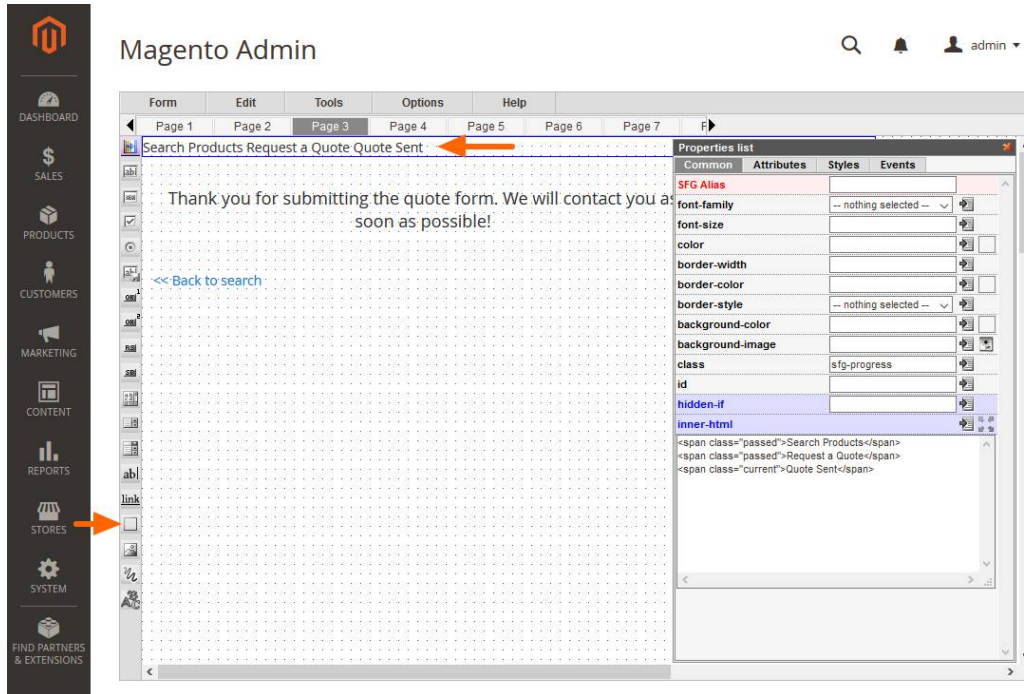 Magento Admin
admin
DASHBOARD
SALES
PRODUCTS
CUSTOMERS
MARKETING
CONTENT
REPORTS
STORES
SYSTEM
FIND PARTNERS
& EXTENSIONS
Form Edit Tools Options Help
Page 1 Page 2 Page 3 Page 4 Page 5 Page 6 Page 7
Search Products Request a Quote Quote Sent
Thank you for submitting the quote form. We will contact you as
soon as possible!
<< Back to search
ab|
link
Properties list
Common Attributes Styles Events
SFG Alias
font-family -- nothing selected --
font-size
color
border-width
border-color
border-style -- nothing selected --
background-color
background-image
class sfg-progress
id
hidden-if
inner-html
<span class="passed">Search Products</span>
<span class="passed">Request a Quote</span>
<span class="current">Quote Sent</span>